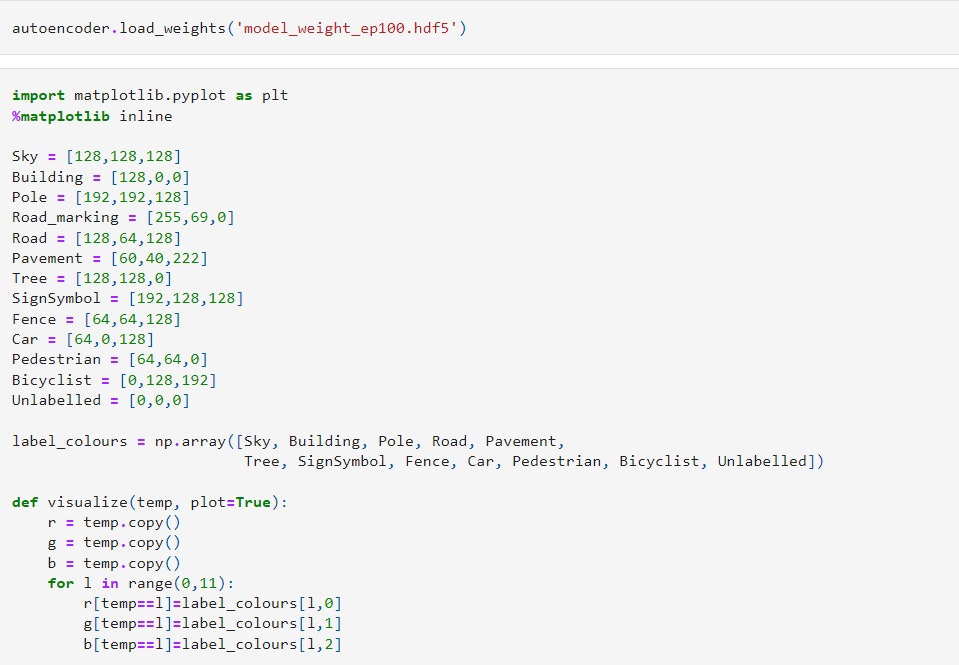 autoencoder.load_weights('model_weight_ep100.hdf5')
import matplotlib.pyplot as plt
%matplotlib inline
Sky = [128,128,128]
Building = [128,0,0]
Pole = [192,192,128]
Road_marking = [255,69,0]
Road = [128,64,128]
Pavement = [60,40,222]
Tree = [128,128,0]
SignSymbol = [192,128,128]
Fence = [64,64,128]
Car = [64,0,128]
Pedestrian = [64,64,0]
Bicyclist = [0,128,192]
Unlabelled = [0,0,0]
label_colours = np.array([Sky, Building, Pole, Road, Pavement,
                          Tree, SignSymbol, Fence, Car, Pedestrian, Bicyclist, Unlabelled])
def visualize(temp, plot=True):
    r = temp.copy()
    g = temp.copy()
    b = temp.copy()
    for l in range(0,11):
        r[temp==l]=label_colours[l,0]
        g[temp==l]=label_colours[l,1]
        b[temp==l]=label_colours[l,2]